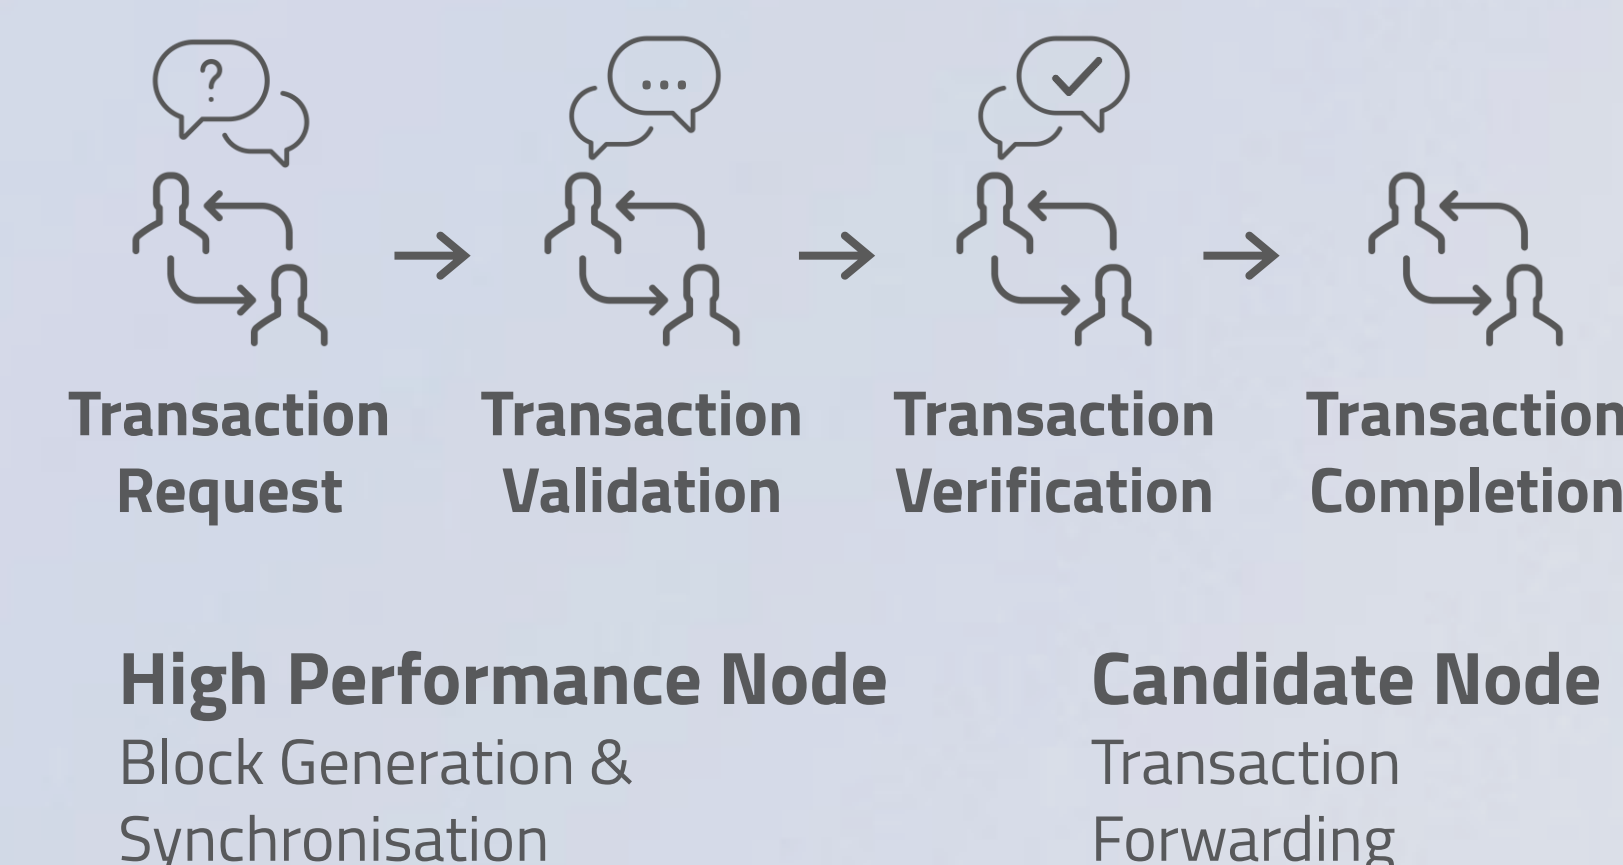 Transaction Request
Transaction Validation
Transaction Verification
Transaction Completion
High Performance Node
Block Generation &
Synchronisation
Candidate Node
Transaction
Forwarding